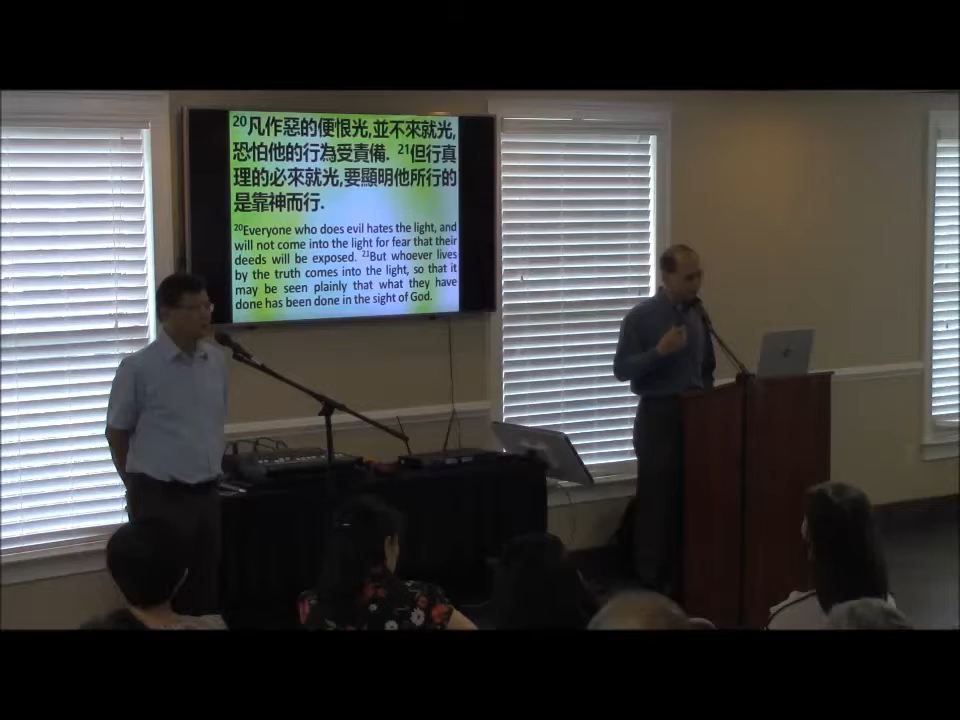 20凡作惡的便恨光,並不來就光,
恐怕他的行為受責備. 21但行真
理的必來就光,要顯明他所行的
是靠神而行.
20Everyone who does evil hates the light, and
will not come into the light for fear that their
deeds will be exposed. 21But whoever lives
by the truth comes into the light, so that it
may be seen plainly that what they have
done has been done in the sight of God.